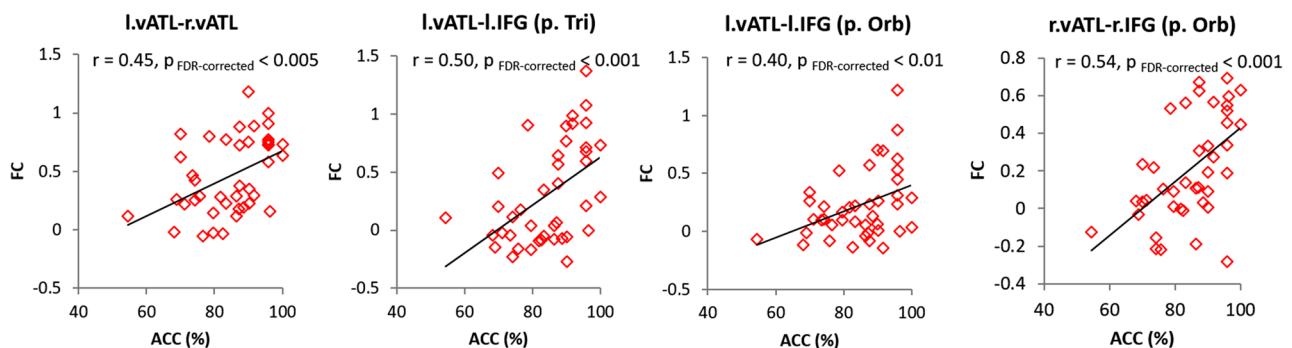 l.vATL-r.vATL
r = 0.45, p FDR-corrected < 0.005
FC
1.5
1
0.5
0
-0.5
40
60
80
100
ACC (%)
l.vATL-l.IFG (p. Tri)
r = 0.50, p FDR-corrected < 0.001
FC
1.5
1
0.5
0
-0.5
40
60
80
100
ACC (%)
l.vATL-l.IFG (p. Orb)
r = 0.40, p FDR-corrected < 0.01
FC
1.5
1
0.5
0
-0.5
40
60
80
100
ACC (%)
r.vATL-r.IFG (p. Orb)
r = 0.54, p FDR-corrected < 0.001
FC
0.8
0.6
0.4
0.2
0
-0.2
-0.4
40
60
80
100
ACC (%)